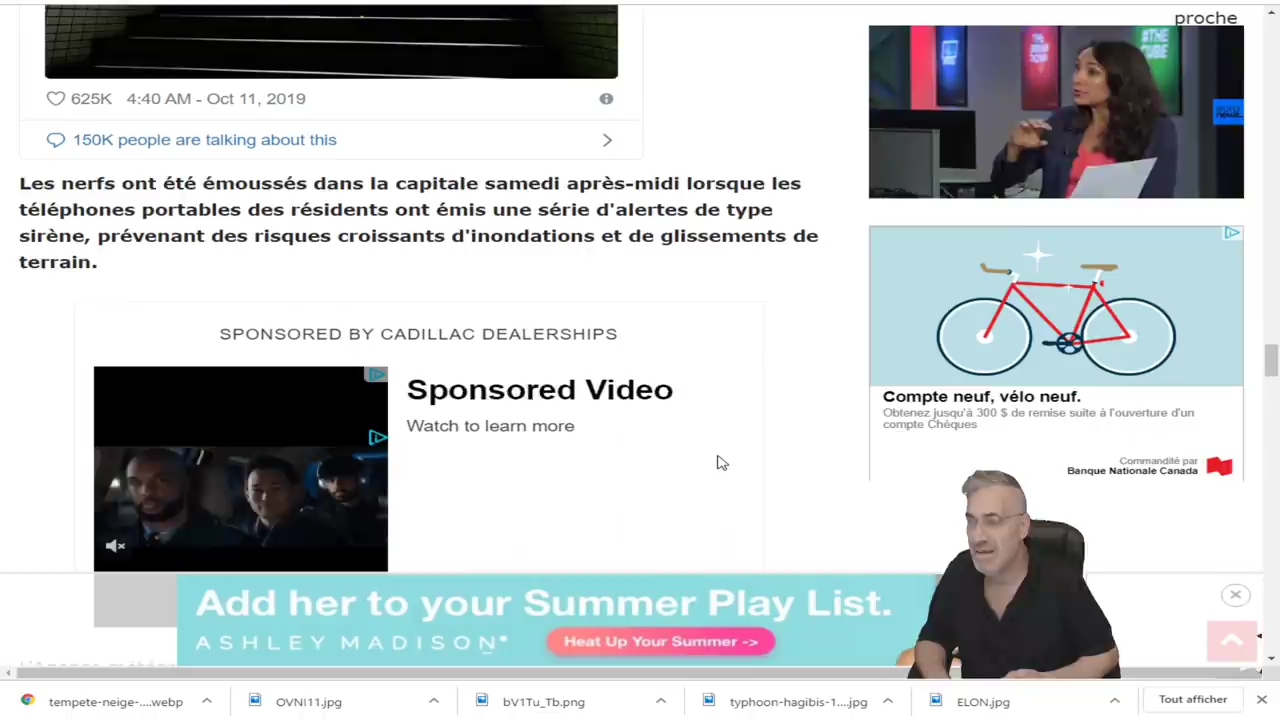 proche
625K 4:40 AM - Oct 11, 2019
150K people are talking about this
Les nerfs ont été émoussés dans la capitale samedi après-midi lorsque les
téléphones portables des résidents ont émis une série d'alertes de type
sirène, prévenant des risques croissants d'inondations et de glissements de
terrain.
THE
#THE
CUBE
SPONSORED BY CADILLAC DEALERSHIPS
Sponsored Video
Watch to learn more
Compte neuf, vélo neuf.
Obtenez jusqu'à 300 $ de remise suite à l'ouverture d'un
compte Chèques
Commandité par
Banque Nationale Canada
Add her to your Summer Play List.
ASHLEY MADISON®
Heat Up Your Summer ->
tempete-neige-....webp
OVNI11.jpg
bV1Tu_Tb.png
typhoon-hagibis-1....jpg
ELON.jpg
Tout afficher